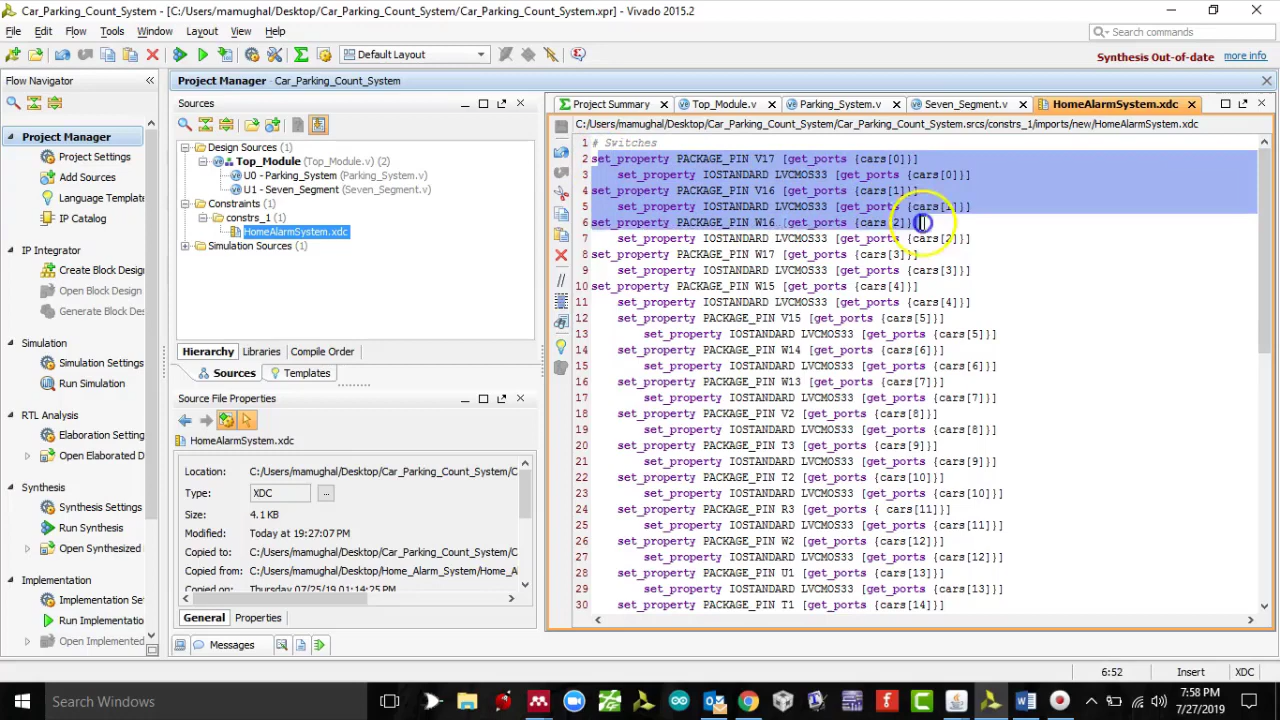 Car_Parking_Count_System - [C:/Users/mamughal/Desktop/Car_Parking_Count_System/Car_Parking_Count_System.xpr] - Vivado 2015.2
File Edit Flow Tools Window Layout View Help
Search commands
Default Layout
Synthesis Out-of-date more info
Flow Navigator
Project Manager
Project Settings
Add Sources
Language Templat
IP Catalog
IP Integrator
Create Block Desig
Open Block Design
Generate Block De
Simulation
Simulation Settings
Run Simulation
RTL Analysis
Elaboration Setting
Open Elaborated D
Synthesis
Synthesis Settings
Run Synthesis
Open Synthesized
Implementation
Implementation Se
Run Implementatio
Open Implemented
Project Manager - Car_Parking_Count_System
Sources
Design Sources (1)
Top_Module (Top_Module.v) (2)
U0 - Parking_System (Parking_System.v)
U1 - Seven_Segment (Seven_Segment.v)
Constraints (1)
constrs_1 (1)
HomeAlarmSystem.xdc
Simulation Sources (1)
Hierarchy Libraries Compile Order
Sources Templates
Source File Properties
HomeAlarmSystem.xdc
Location: C:/Users/mamughal/Desktop/Car_Parking_Count_System/C
Type: XDC ...
Size: 4.1 KB
Modified: Today at 19:27:07 PM
Copied to: C:/Users/mamughal/Desktop/Car_Parking_Count_System/C
Copied from: C:/Users/mamughal/Desktop/Home_Alarm_System/Home_A
Copied on: Thursday 07/25/19 01:14:25 PM
General Properties
Messages
Project Summary Top_Module.v Parking_System.v Seven_Segment.v HomeAlarmSystem.xdc
C:/Users/mamughal/Desktop/Car_Parking_Count_System/Car_Parking_Count_System.srcs/constrs_1/imports/new/HomeAlarmSystem.xdc
1 # Switches
2 set_property PACKAGE_PIN V17 [get_ports {cars[0]}]
3 set_property IOSTANDARD LVCMOS33 [get_ports {cars[0]}]
4 set_property PACKAGE_PIN V16 [get_ports {cars[1]}]
5 set_property IOSTANDARD LVCMOS33 [get_ports {cars[1]}]
6 set_property PACKAGE_PIN W16 [get_ports {cars[2]}]
7 set_property IOSTANDARD LVCMOS33 [get_ports {cars[2]}]
8 set_property PACKAGE_PIN W17 [get_ports {cars[3]}]
9 set_property IOSTANDARD LVCMOS33 [get_ports {cars[3]}]
10 set_property PACKAGE_PIN W15 [get_ports {cars[4]}]
11 set_property IOSTANDARD LVCMOS33 [get_ports {cars[4]}]
12 set_property PACKAGE_PIN V15 [get_ports {cars[5]}]
13 set_property IOSTANDARD LVCMOS33 [get_ports {cars[5]}]
14 set_property PACKAGE_PIN W14 [get_ports {cars[6]}]
15 set_property IOSTANDARD LVCMOS33 [get_ports {cars[6]}]
16 set_property PACKAGE_PIN W13 [get_ports {cars[7]}]
17 set_property IOSTANDARD LVCMOS33 [get_ports {cars[7]}]
18 set_property PACKAGE_PIN V2 [get_ports {cars[8]}]
19 set_property IOSTANDARD LVCMOS33 [get_ports {cars[8]}]
20 set_property PACKAGE_PIN T3 [get_ports {cars[9]}]
21 set_property IOSTANDARD LVCMOS33 [get_ports {cars[9]}]
22 set_property PACKAGE_PIN T2 [get_ports {cars[10]}]
23 set_property IOSTANDARD LVCMOS33 [get_ports {cars[10]}]
24 set_property PACKAGE_PIN R3 [get_ports { cars[11]}]
25 set_property IOSTANDARD LVCMOS33 [get_ports {cars[11]}]
26 set_property PACKAGE_PIN W2 [get_ports {cars[12]}]
27 set_property IOSTANDARD LVCMOS33 [get_ports {cars[12]}]
28 set_property PACKAGE_PIN U1 [get_ports {cars[13]}]
29 set_property IOSTANDARD LVCMOS33 [get_ports {cars[13]}]
30 set_property PACKAGE_PIN T1 [get_ports {cars[14]}]
6:52 Insert XDC
Search Windows
7:58 PM
7/27/2019